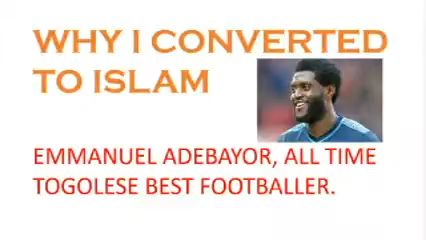 WHY I CONVERTED
TO ISLAM
EMMANUEL ADEBAYOR, ALL TIME
TOGOLESE BEST FOOTBALLER.